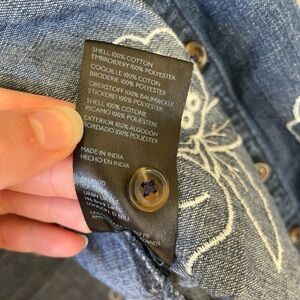 SHELL 100% COTTON
EMBROIDERY 100% POLYESTER
COQUILLE 100% COTON
BRODERIE 100% POLYESTER
OBERSTOFF 100% BAUMWOLLE
STICKEREI 100% POLYESTER
SHELL 100% COTONE
RICAMO 100% POLIESTERE
EXTERIOR 100% ALGODÓN
BORDADO 100% POLIÉSTER
MADE IN INDIA
HECHO EN INDIA